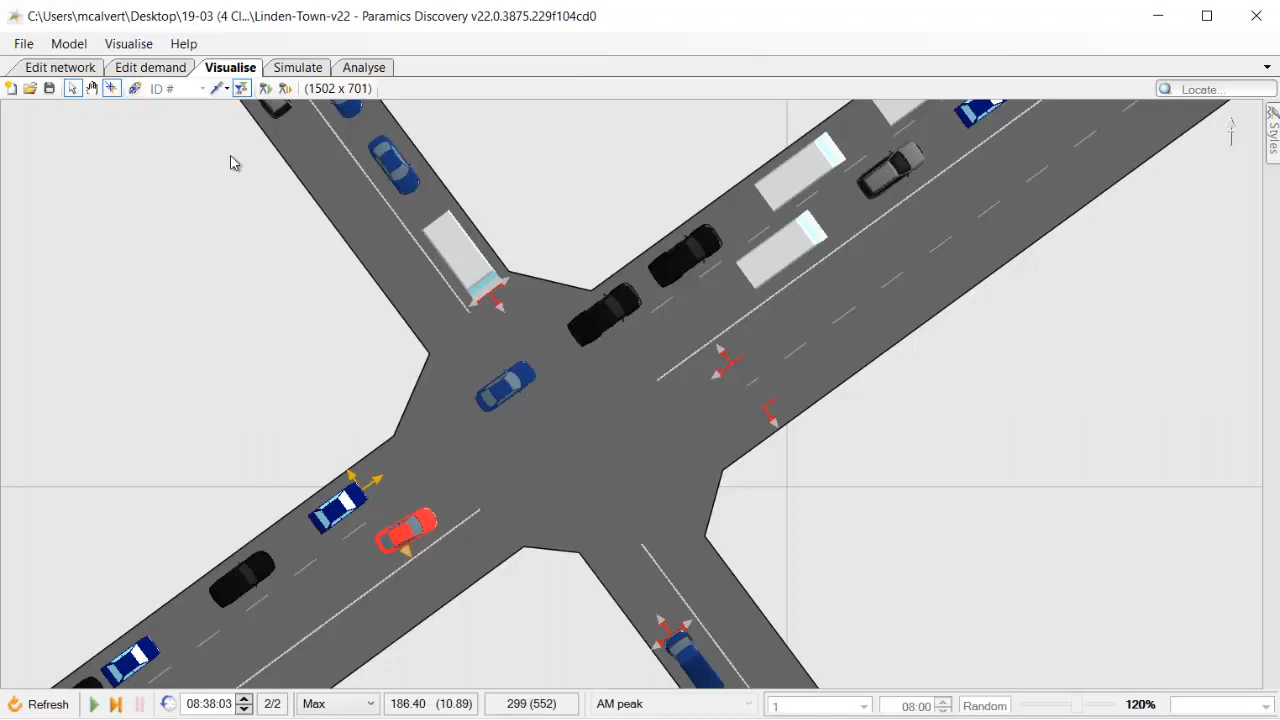 C:\Users\mcalvert\Desktop\19-03 (4 Cl...\Linden-Town-v22 - Paramics Discovery v22.0.3875.229f104cd0
File Model Visualise Help
Edit network Edit demand Visualise Simulate Analyse
ID # (1502 x 701) Locate...
Styles
Refresh 08:38:03 2/2 Max 186.40 (10.89) 299 (552) AM peak 1 08:00 Random 120%